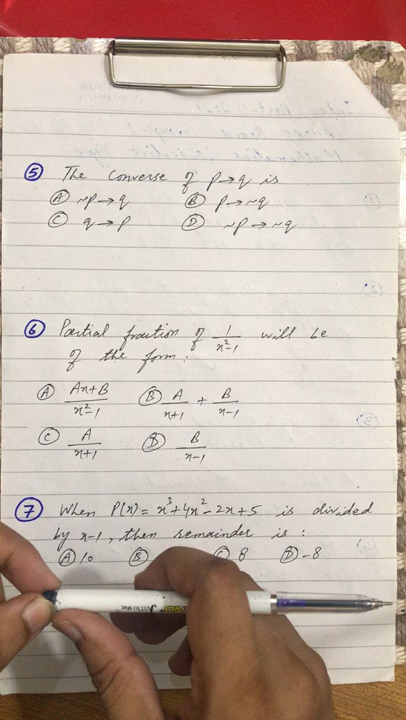 5 The converse of p→q is
A ~p→q B p→~q
C q→p D ~p→~q
6 Partial fraction of 1/x²-1 will be
of the form:
A Ax+B/x²-1 B A/x+1 + B/x-1
C A/x+1 D B/x-1
7 When P(x) = x³+4x²-2x+5 is divided
by x-1, then remainder is:
A 10 B C 8 D -8